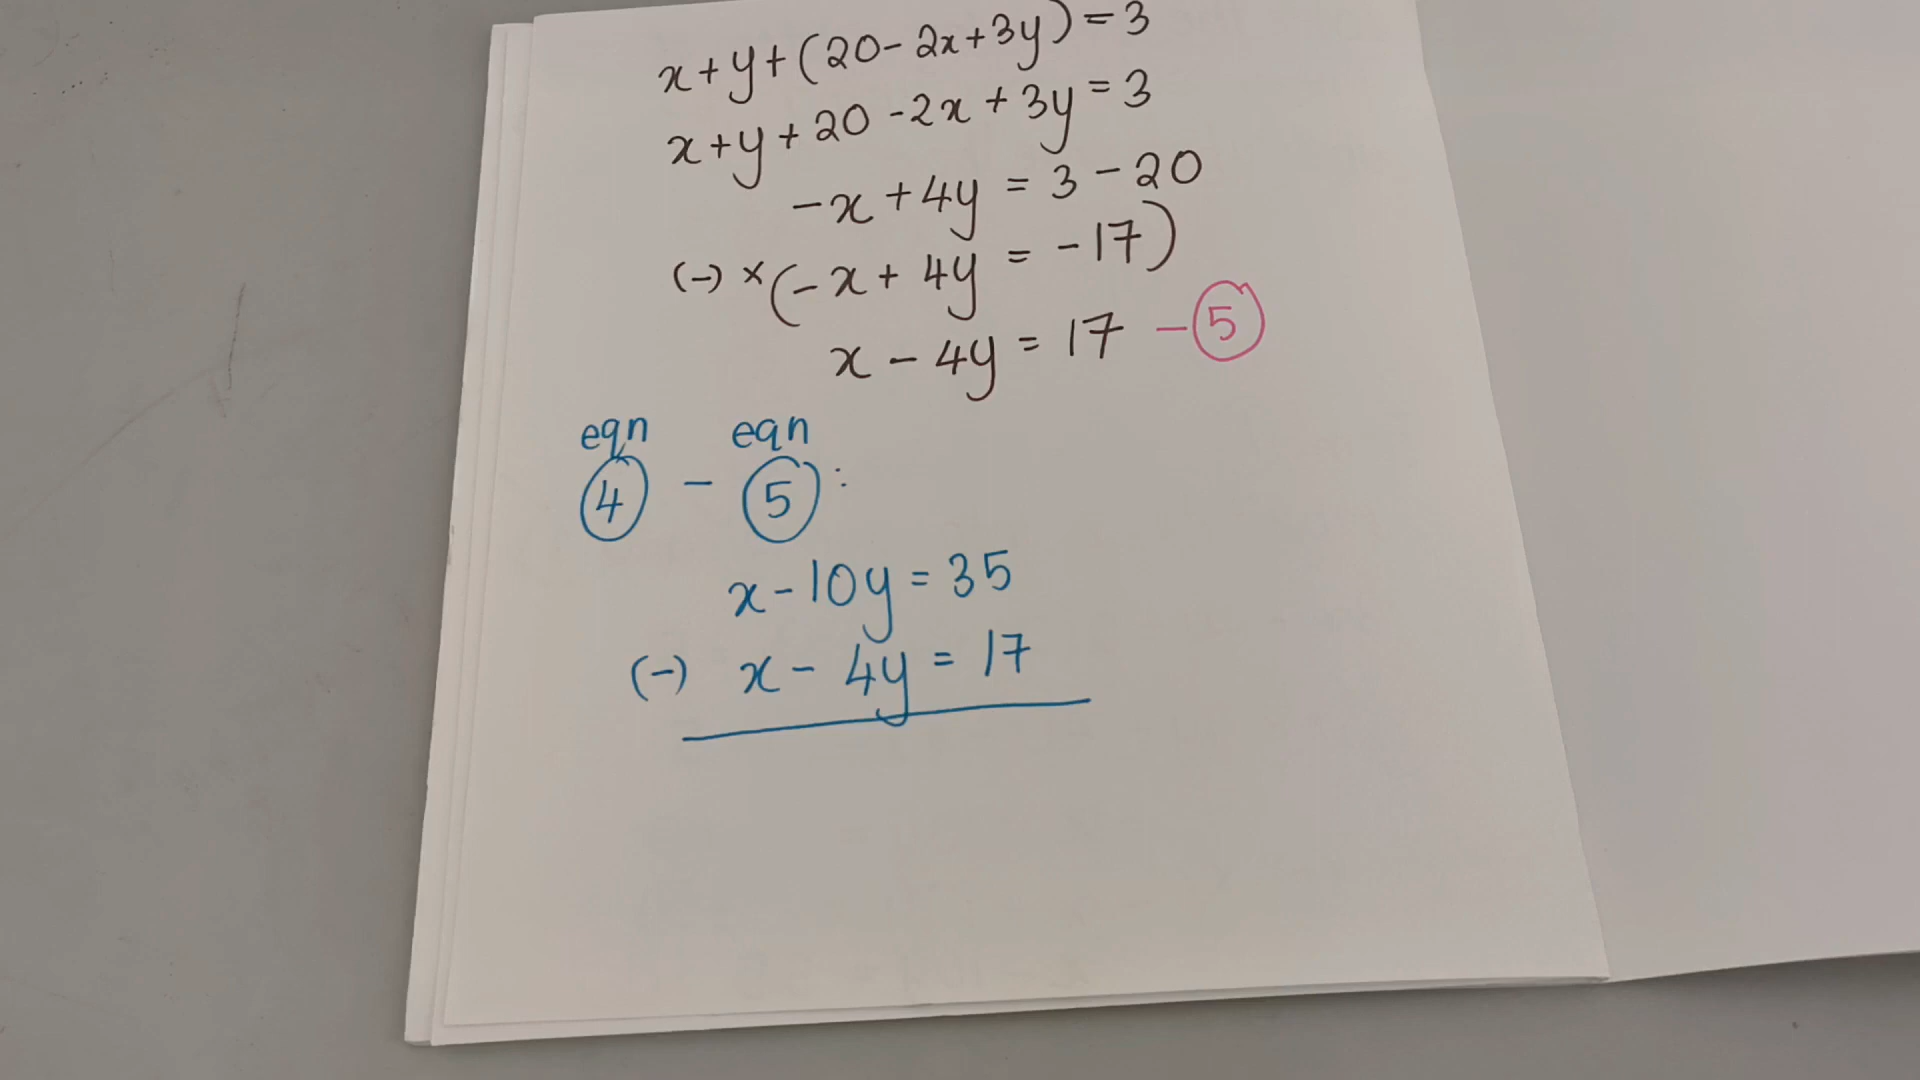 x+y+(20-2x+3y)=3
x+y+20-2x+3y=3
-x+4y=3-20
(-)×(-x+4y=-17)
x-4y=17 -⑤
eqn eqn
④ - ⑤:
x-10y=35
(-) x-4y=17